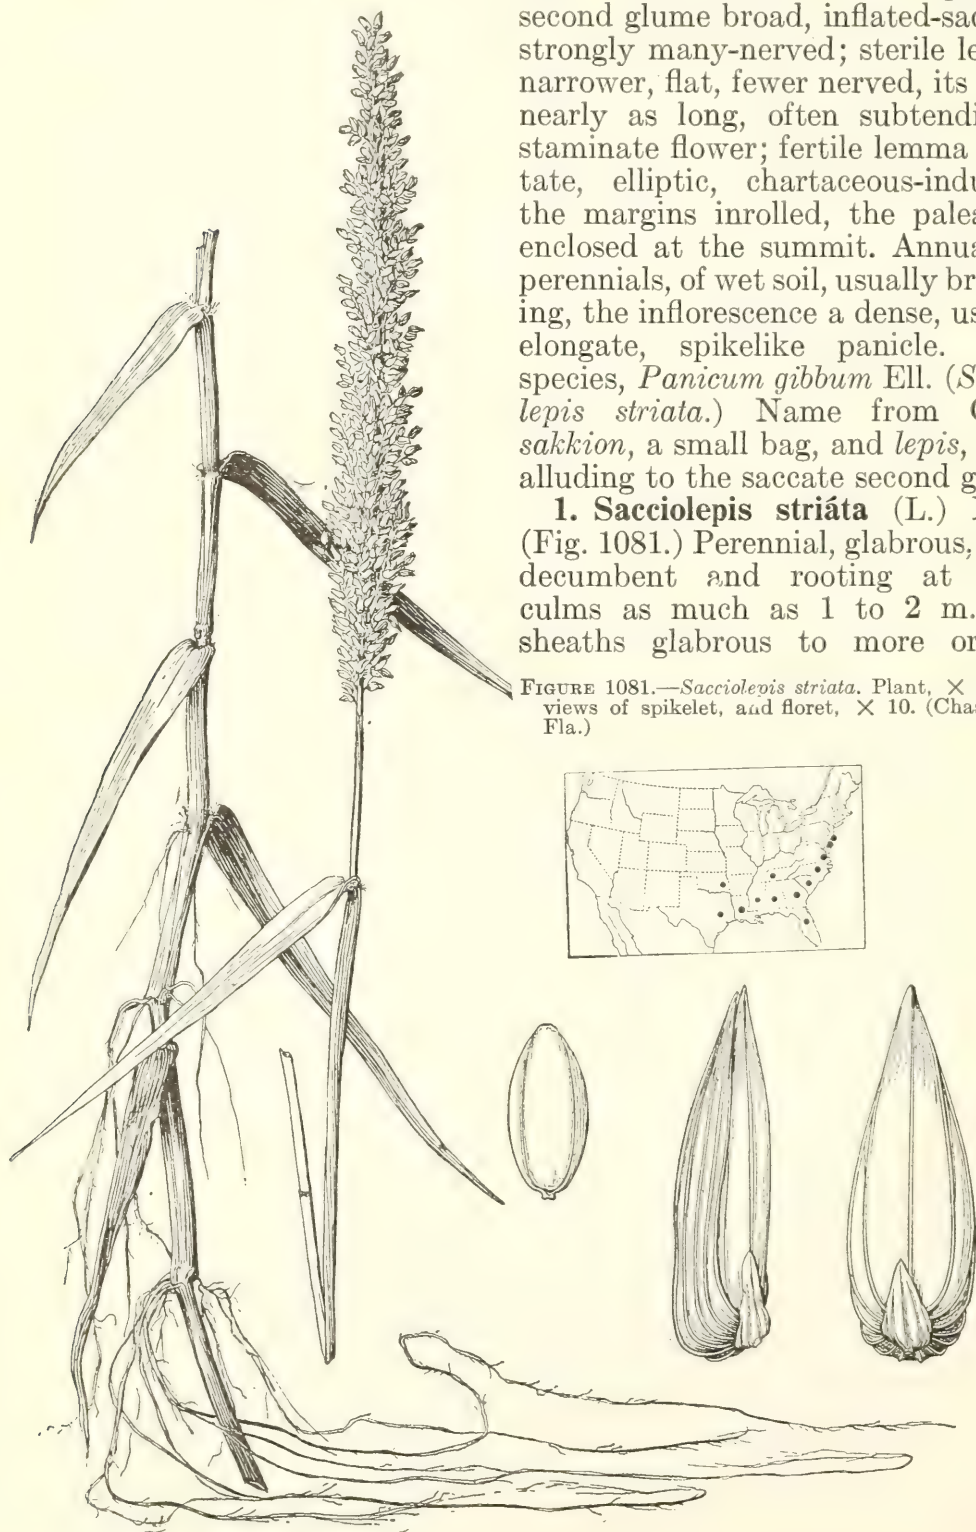 second glume broad, inflated-sac
strongly many-nerved; sterile le
narrower, flat, fewer nerved, its
nearly as long, often subtendi
staminate flower; fertile lemma
tate, elliptic, chartaceous-indu
the margins inrolled, the palea
enclosed at the summit. Annua
perennials, of wet soil, usually br
ing, the inflorescence a dense, us
elongate, spikelike panicle.
species, Panicum gibbum Ell. (S
lepis striata.) Name from
sakkion, a small bag, and lepis,
alluding to the saccate second g
1. Sacciolepis striáta (L.)
(Fig. 1081.) Perennial, glabrous,
decumbent and rooting at
culms as much as 1 to 2 m.
sheaths glabrous to more or
FIGURE 1081.—Sacciolepis striata. Plant, ×
views of spikelet, and floret, × 10. (Cha
Fla.)